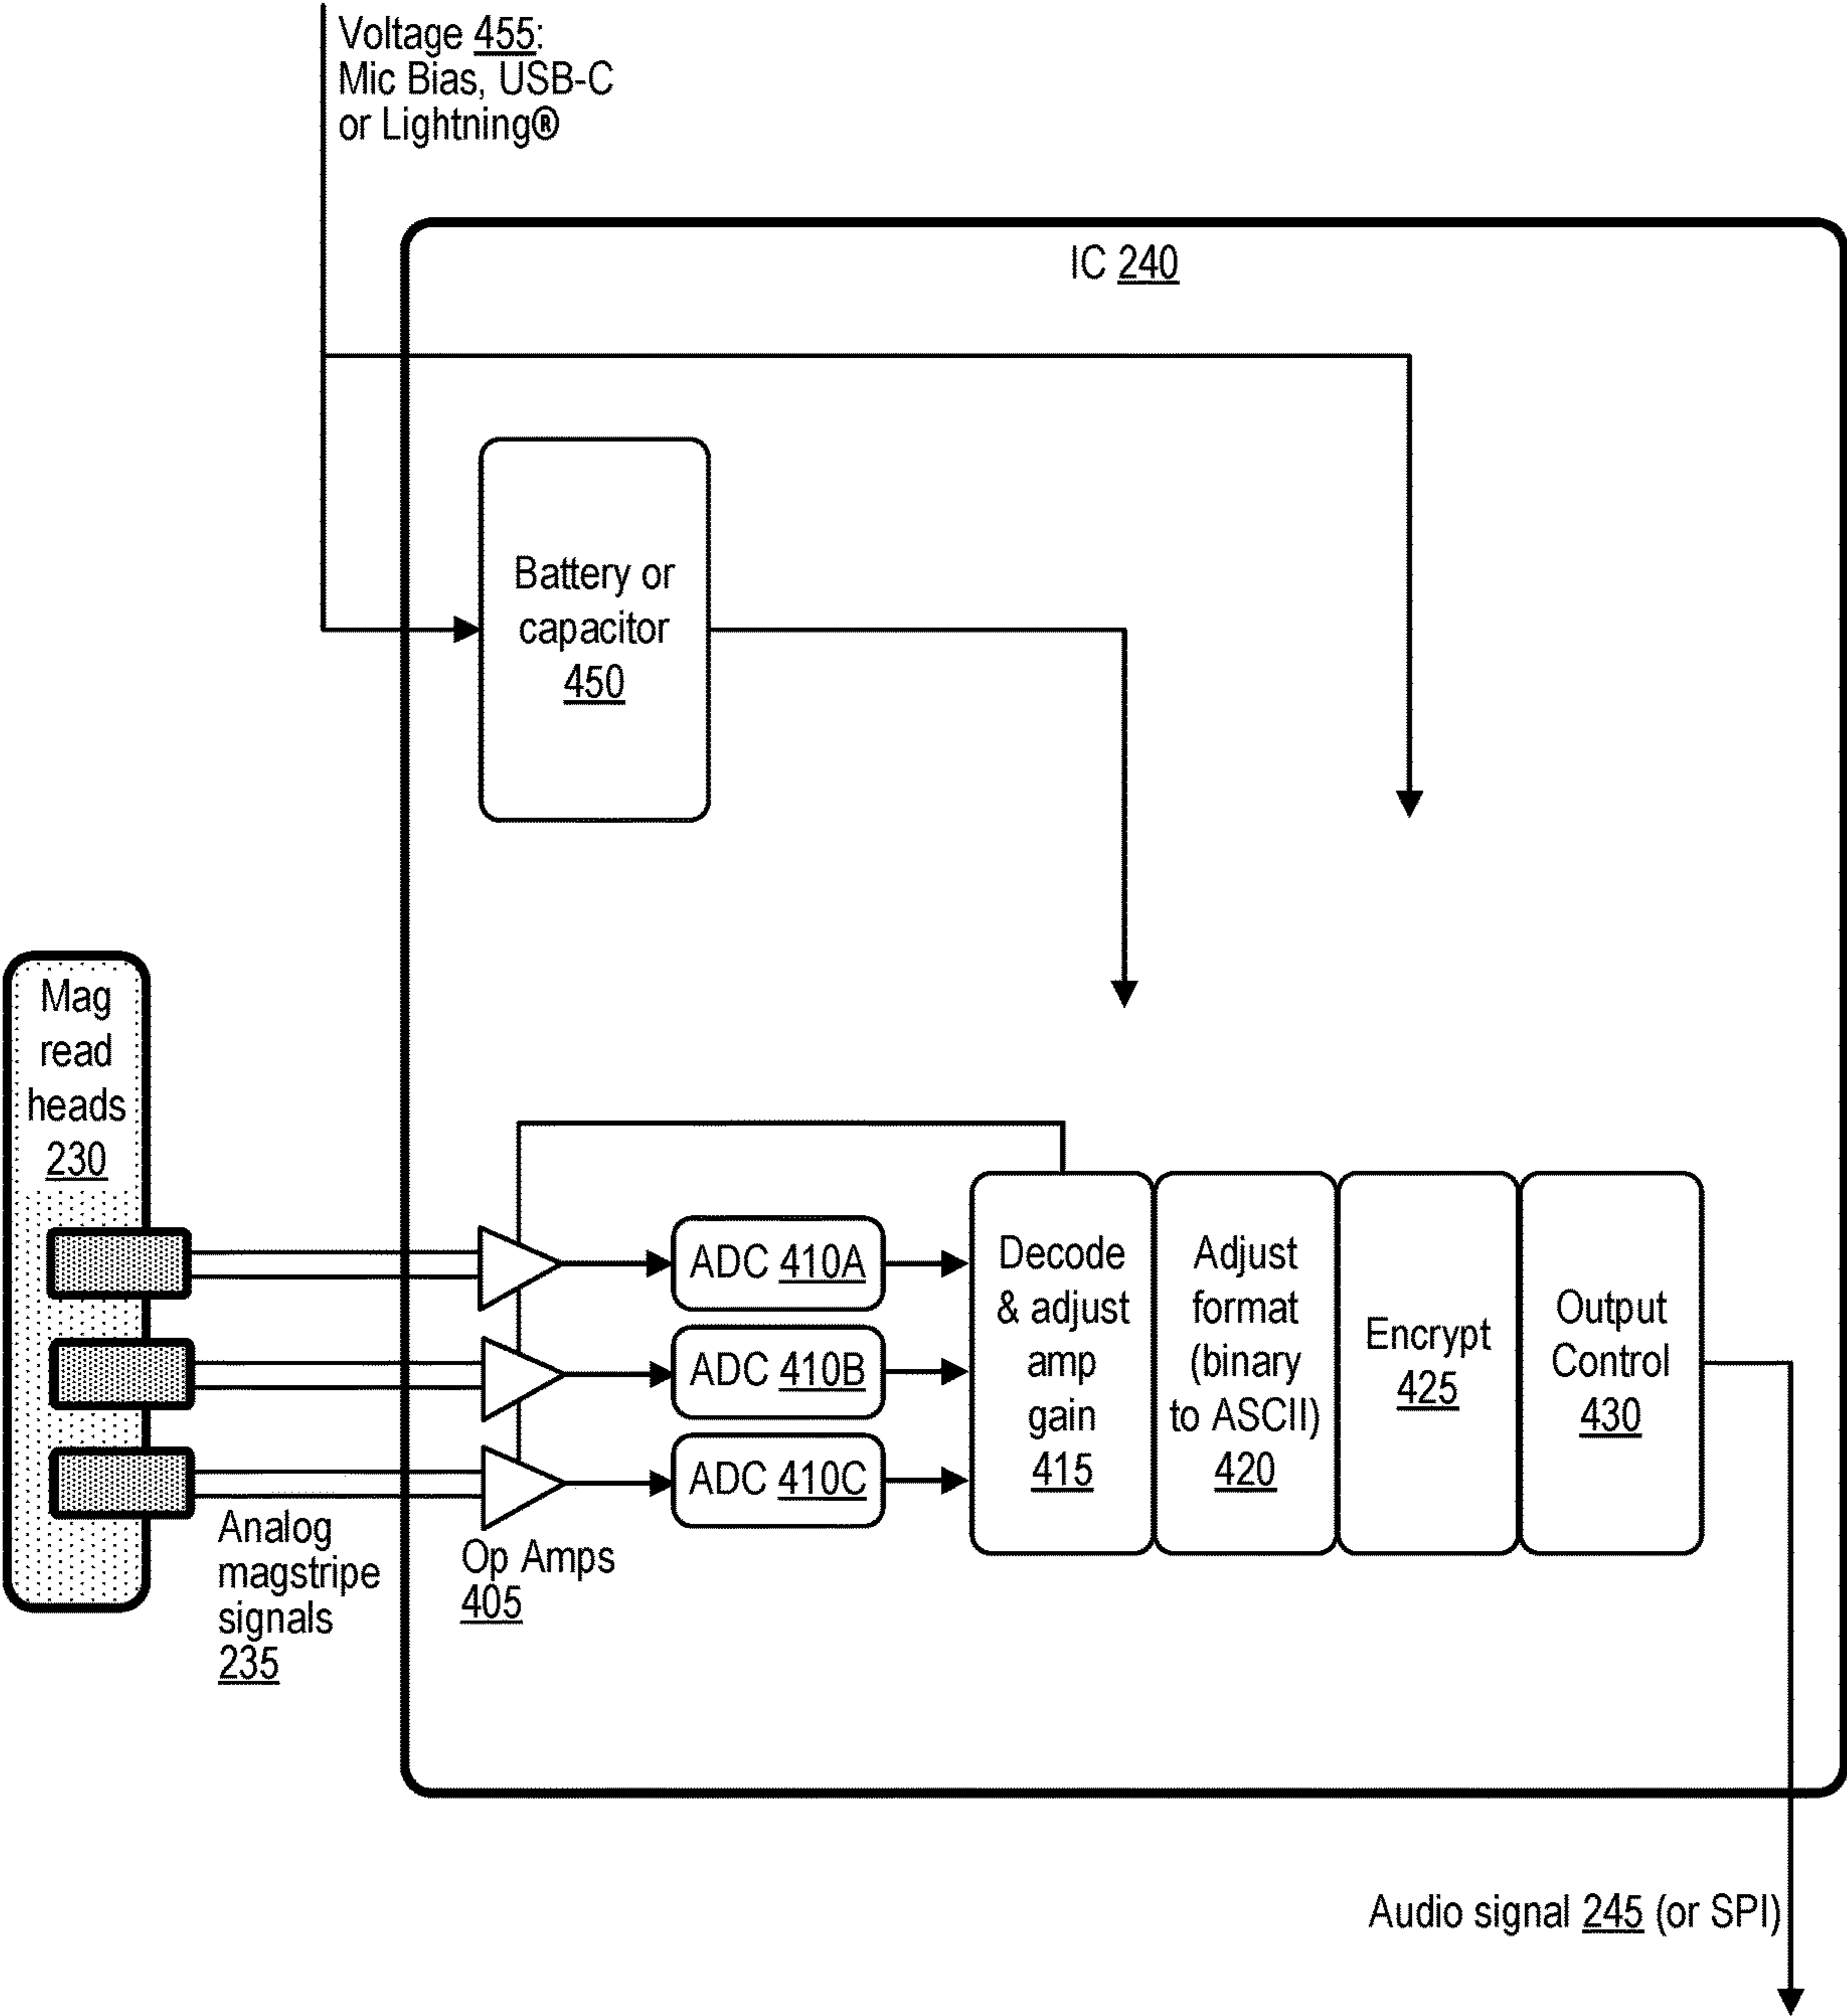 Voltage 455:
Mic Bias, USB-C
or Lightning®
IC 240
Battery or
capacitor
450
Mag
read
heads
230
Analog
magstripe
signals
235
Op Amps
405
ADC 410A
ADC 410B
ADC 410C
Decode
& adjust
amp
gain
415
Adjust
format
(binary
to ASCII)
420
Encrypt
425
Output
Control
430
Audio signal 245 (or SPI)